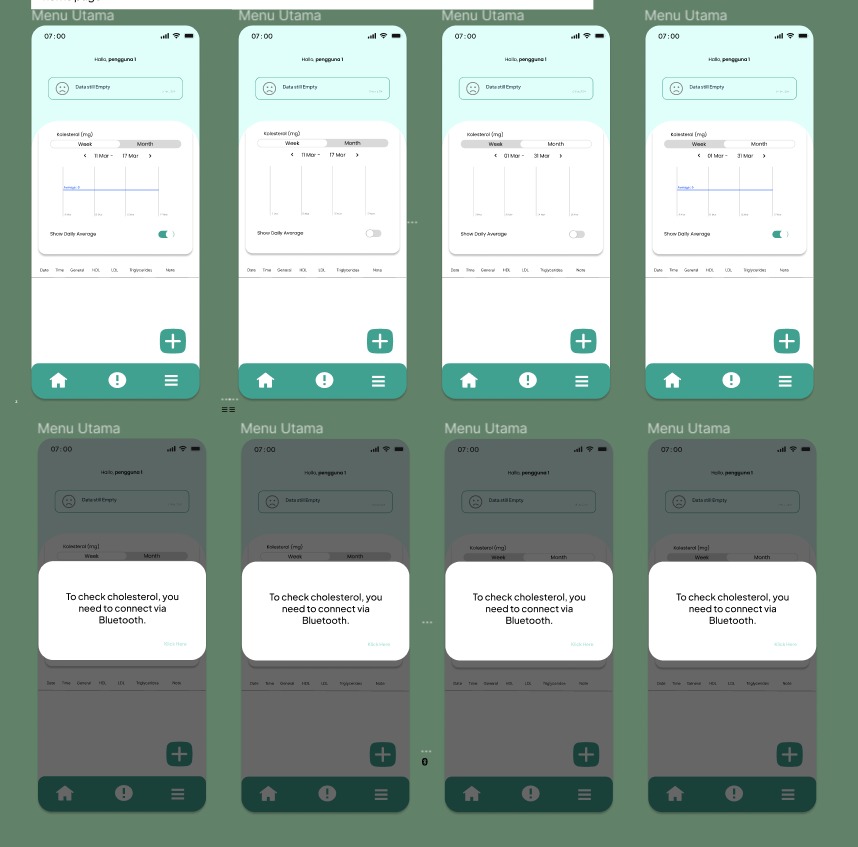 Menu Utama
Menu Utama
Menu Utama
Menu Utama
07:00
Hallo, pengguna 1
Data still Empty
Kolesterol (mg)
Week Month
< 11 Mar - 17 Mar >
Average: 0
Show Daily Average
Date Time General HDL LDL Triglycerides Note
07:00
Hallo, pengguna 1
Data still Empty
Kolesterol (mg)
Week Month
< 11 Mar - 17 Mar >
Show Daily Average
Date Time General HDL LDL Triglycerides Note
07:00
Hallo, pengguna 1
Data still Empty
Kolesterol (mg)
Week Month
< 01 Mar - 31 Mar >
Show Daily Average
Date Time General HDL LDL Triglycerides Note
07:00
Hallo, pengguna 1
Data still Empty
Kolesterol (mg)
Week Month
< 01 Mar - 31 Mar >
Average: 0
Show Daily Average
Date Time General HDL LDL Triglycerides Note
Menu Utama
Menu Utama
Menu Utama
Menu Utama
07:00
Hallo, pengguna 1
Data still Empty
Kolesterol (mg)
Week Month
To check cholesterol, you
need to connect via
Bluetooth.
Klick Here
Date Time General HDL LDL Triglycerides Note
07:00
Hallo, pengguna 1
Data still Empty
Kolesterol (mg)
Week Month
To check cholesterol, you
need to connect via
Bluetooth.
Klick Here
Date Time General HDL LDL Triglycerides Note
07:00
Hallo, pengguna 1
Data still Empty
Kolesterol (mg)
Week Month
To check cholesterol, you
need to connect via
Bluetooth.
Klick Here
Date Time General HDL LDL Triglycerides Note
07:00
Hallo, pengguna 1
Data still Empty
Kolesterol (mg)
Week Month
To check cholesterol, you
need to connect via
Bluetooth.
Klick Here
Date Time General HDL LDL Triglycerides Note